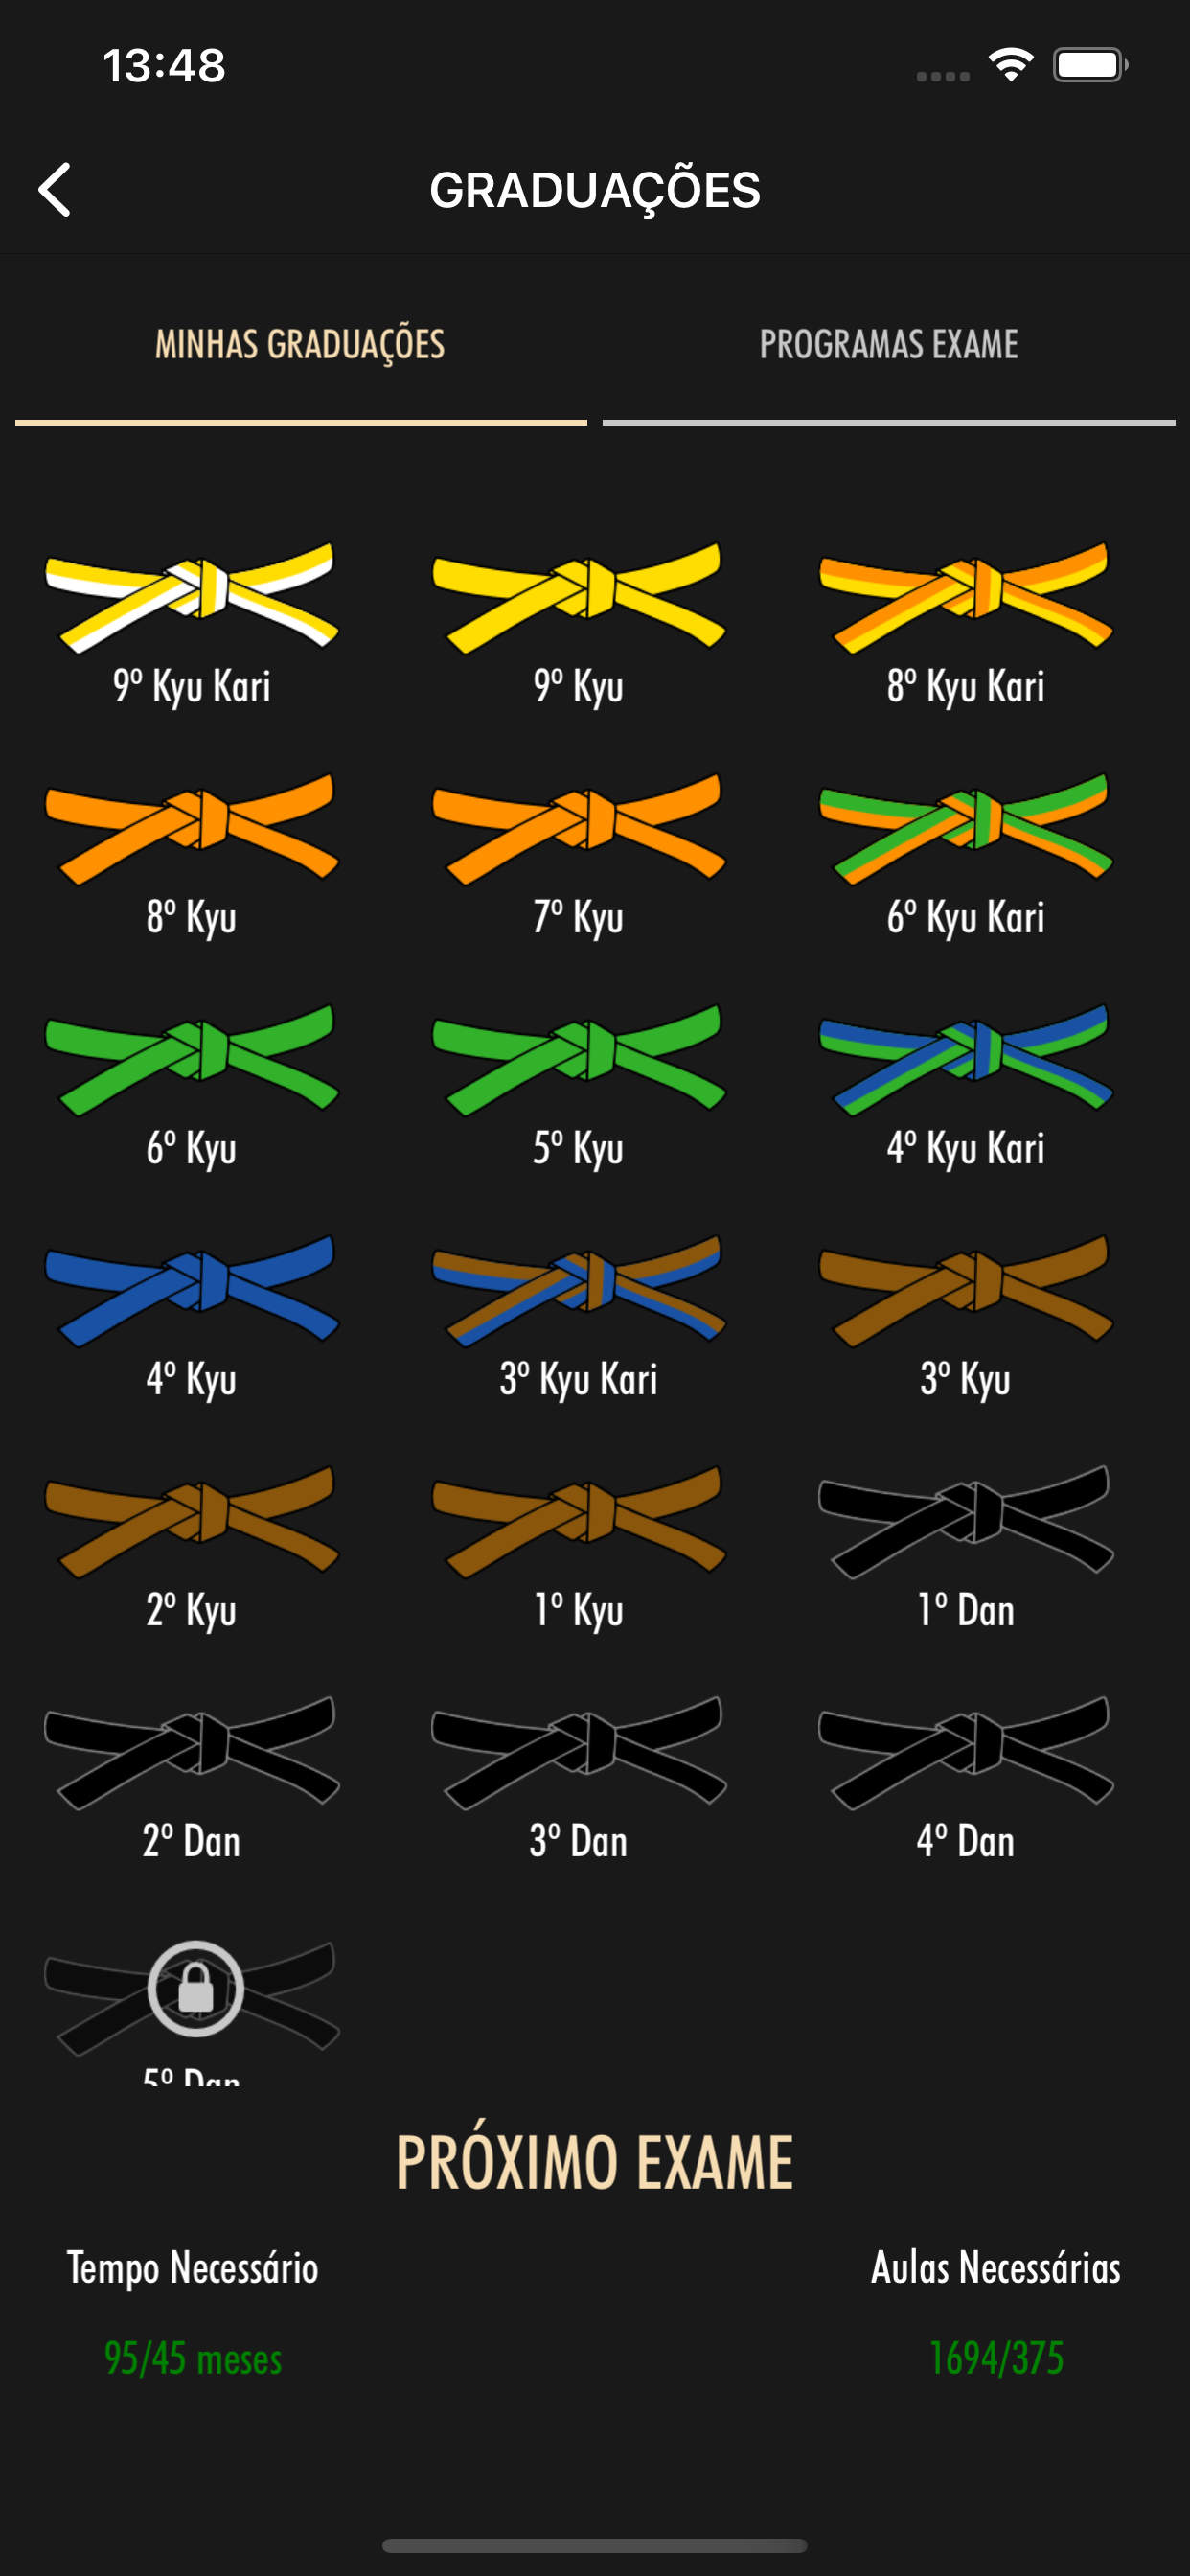 13:48
GRADUAÇÕES
MINHAS GRADUAÇÕES PROGRAMAS EXAME
9º Kyu Kari 9º Kyu 8º Kyu Kari
8º Kyu 7º Kyu 6º Kyu Kari
6º Kyu 5º Kyu 4º Kyu Kari
4º Kyu 3º Kyu Kari 3º Kyu
2º Kyu 1º Kyu 1º Dan
2º Dan 3º Dan 4º Dan
5º Dan
PRÓXIMO EXAME
Tempo Necessário Aulas Necessárias
95/45 meses 1694/375